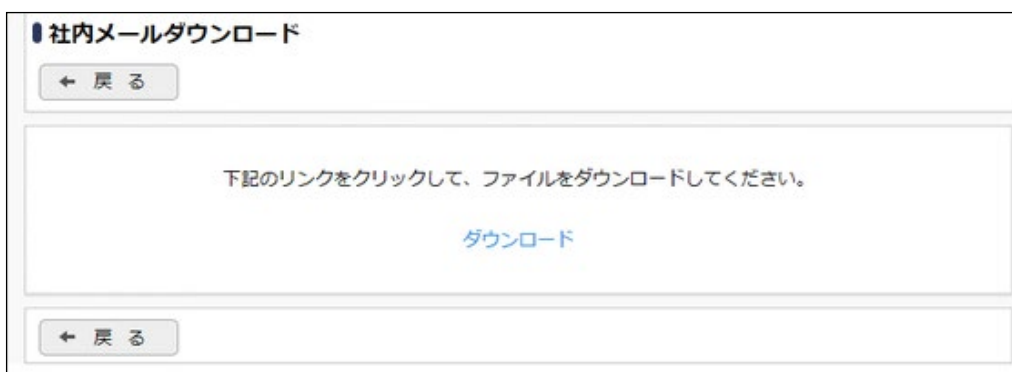 社内メールダウンロード
← 戻 る
下記のリンクをクリックして、ファイルをダウンロードしてください。
ダウンロード
← 戻 る